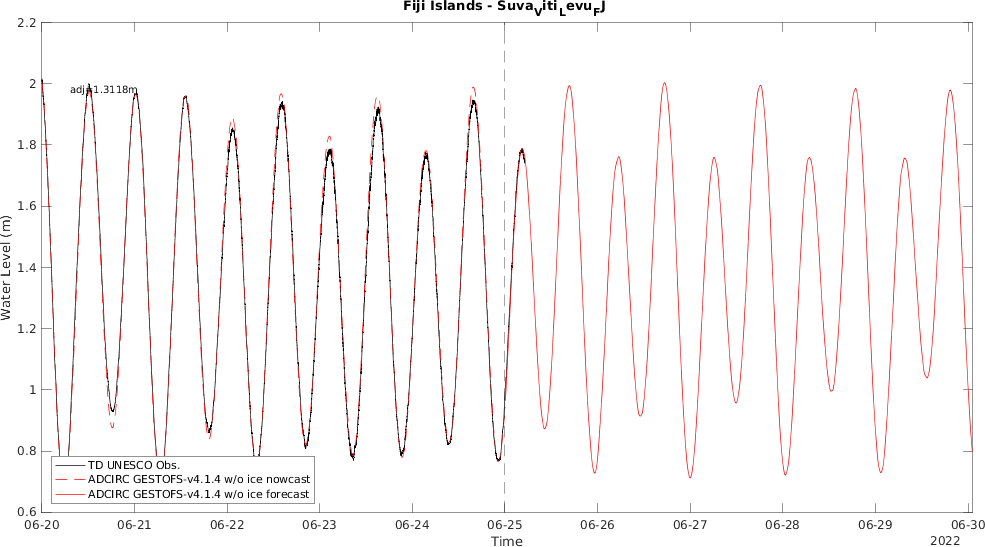 Fiji Islands - Suva_Viti_Levu_FJ
2.2
2
1.8
1.6
1.4
1.2
1
0.8
0.6
Water Level (m)
adj=1.3118m
TD UNESCO Obs.
ADCIRC GESTOFS-v4.1.4 w/o ice nowcast
ADCIRC GESTOFS-v4.1.4 w/o ice forecast
06-20 06-21 06-22 06-23 06-24 06-25 06-26 06-27 06-28 06-29 06-30
Time
2022